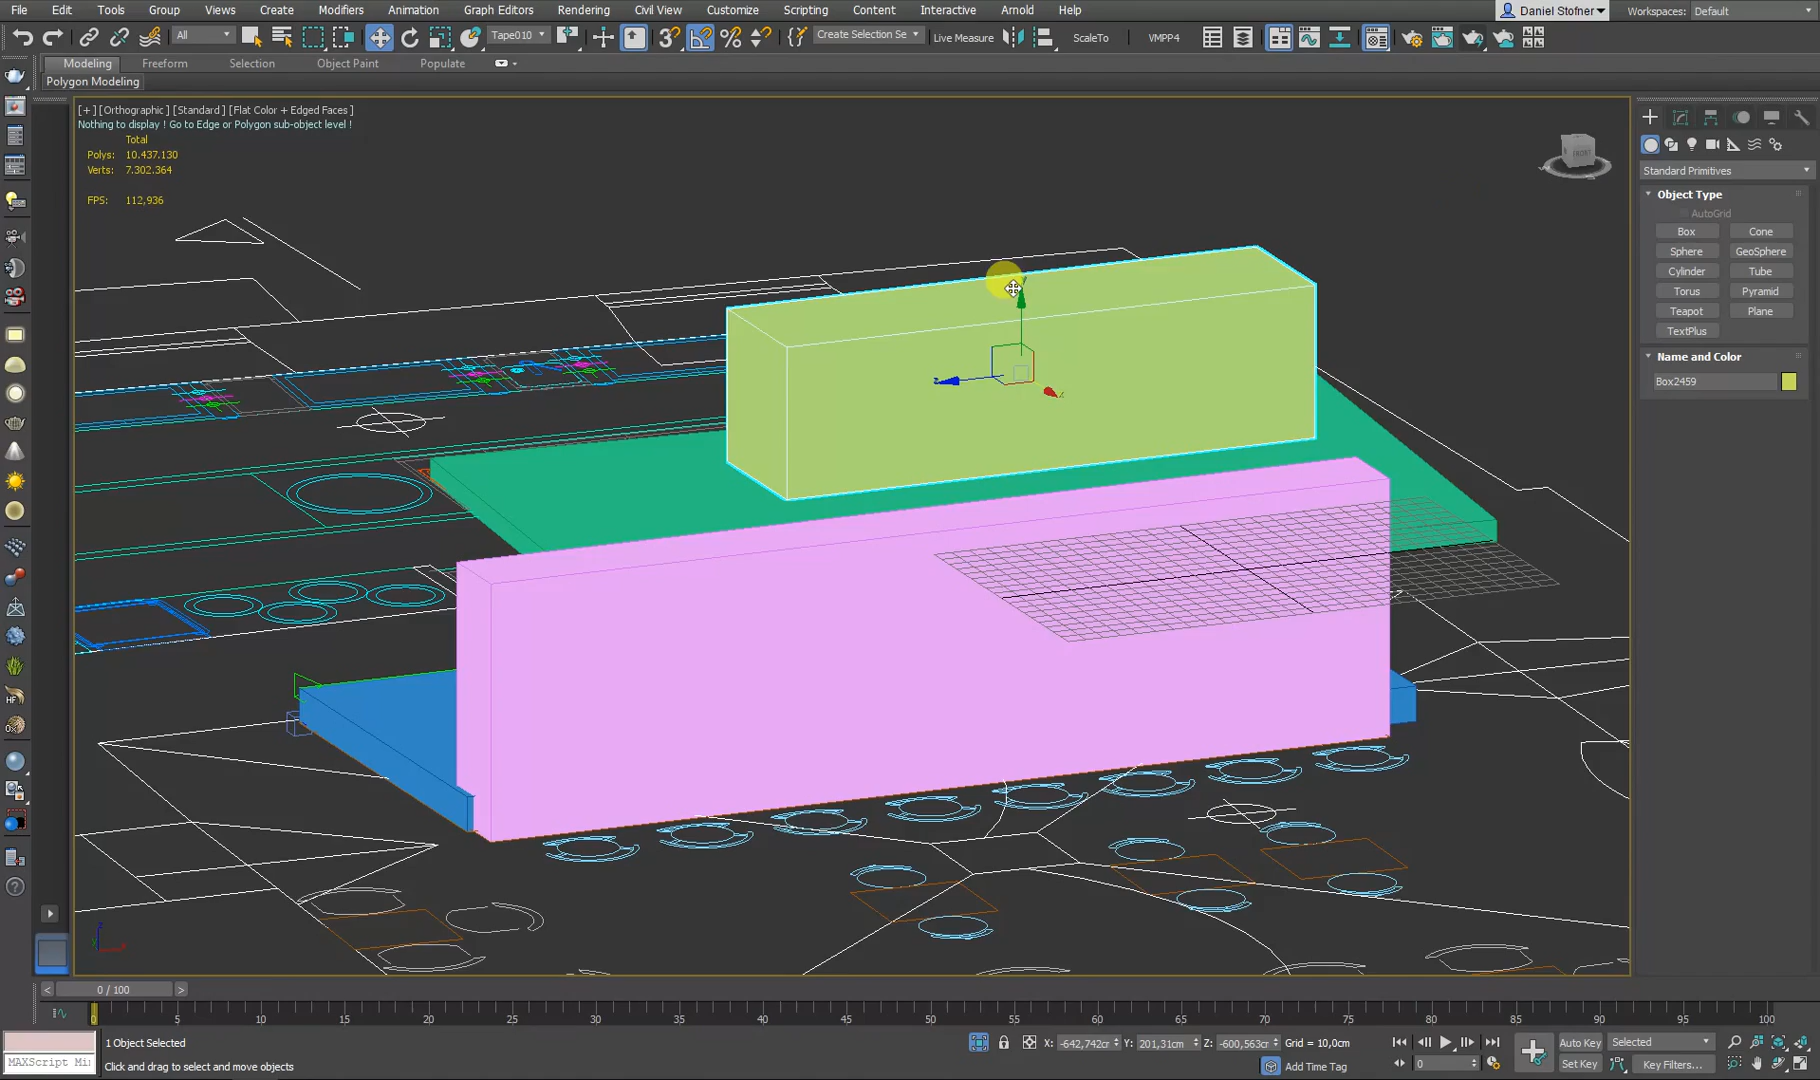 File Edit Tools Group Views Create Modifiers Animation Graph Editors Rendering Civil View Customize Scripting Content Interactive Arnold Help Daniel Stofner Workspaces: Default
All Tape010 Create Selection Se Live Measure ScaleTo VMPP4
Modeling Freeform Selection Object Paint Populate
Polygon Modeling
[+] [Orthographic] [Standard] [Flat Color + Edged Faces]
Nothing to display ! Go to Edge or Polygon sub-object level !
Total
Polys: 10.437.130
Verts: 7.302.364
FPS: 112,936
FRONT
Standard Primitives
Object Type
AutoGrid
Box Cone
Sphere GeoSphere
Cylinder Tube
Torus Pyramid
Teapot Plane
TextPlus
Name and Color
Box2459
0 / 100
0 5 10 15 20 25 30 35 40 45 50 55 60 65 70 75 80 85 90 95 100
1 Object Selected X: -642,742cr Y: 201,31cm Z: -600,563cm Grid = 10,0cm Auto Key Selected
MAXScript Mi Click and drag to select and move objects Add Time Tag 0 Set Key Key Filters...